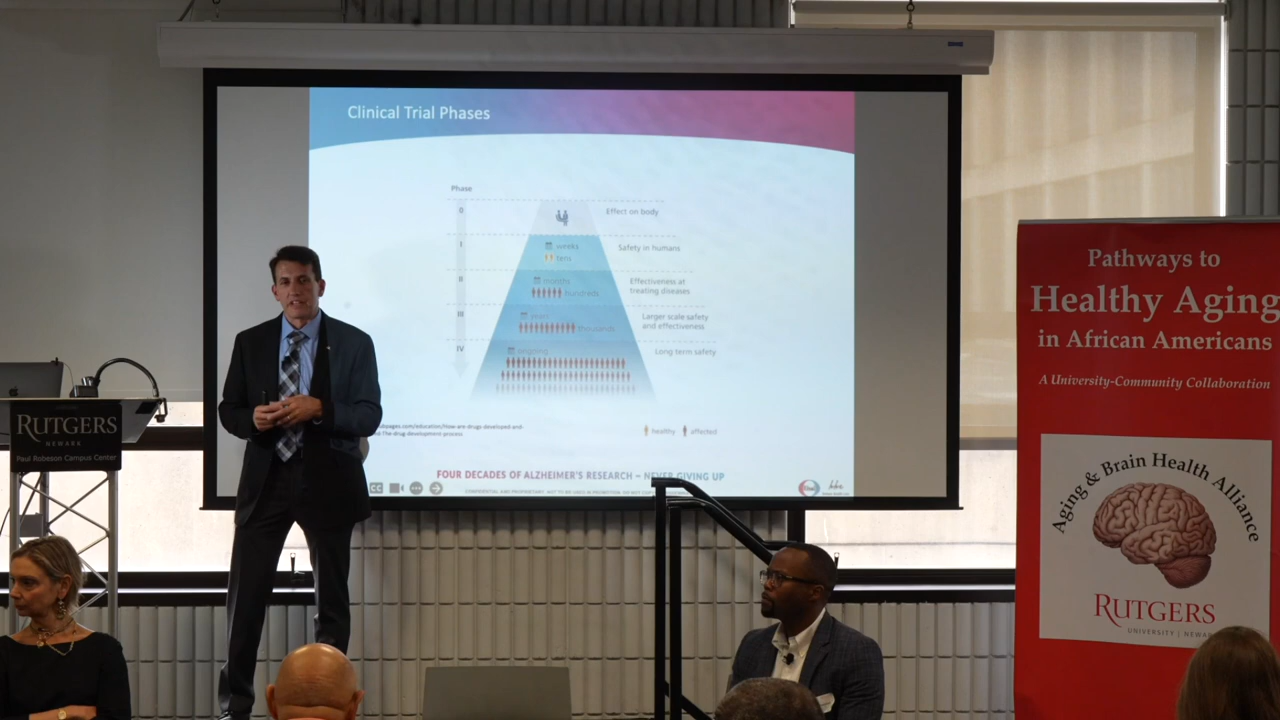 Clinical Trial Phases
Phase
0
Effect on body
I
weeks
tens
Safety in humans
II
months
hundreds
Effectiveness at
treating diseases
III
years
thousands
Larger scale safety
and effectiveness
IV
ongoing
Long term safety
healthy
affected
FOUR DECADES OF ALZHEIMER'S RESEARCH – NEVER GIVING UP
RUTGERS
NEWARK
Paul Robeson Campus Center
Pathways to
Healthy Aging
in African Americans
A University-Community Collaboration
Aging & Brain Health Alliance
RUTGERS
UNIVERSITY | NEWAR